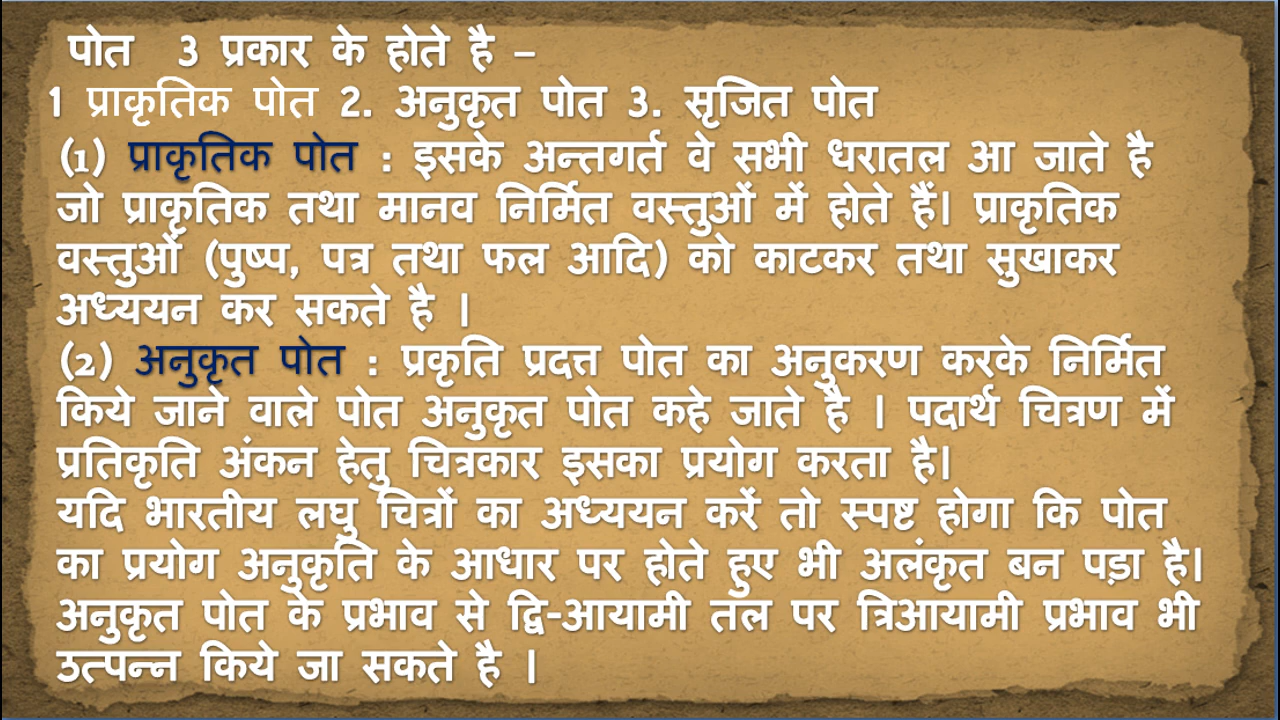 पोत 3 प्रकार के होते है –
1 प्राकृतिक पोत 2. अनुकृत पोत 3. सृजित पोत
(1) प्राकृतिक पोत : इसके अन्तगर्त वे सभी धरातल आ जाते है
जो प्राकृतिक तथा मानव निर्मित वस्तुओं में होते हैं। प्राकृतिक
वस्तुओं (पुष्प, पत्र तथा फल आदि) को काटकर तथा सुखाकर
अध्ययन कर सकते है ।
(2) अनुकृत पोत : प्रकृति प्रदत्त पोत का अनुकरण करके निर्मित
किये जाने वाले पोत अनुकृत पोत कहे जाते है । पदार्थ चित्रण में
प्रतिकृति अंकन हेतु चित्रकार इसका प्रयोग करता है।
यदि भारतीय लघु चित्रों का अध्ययन करें तो स्पष्ट होगा कि पोत
का प्रयोग अनुकृति के आधार पर होते हुए भी अलंकृत बन पड़ा है।
अनुकृत पोत के प्रभाव से द्वि-आयामी तल पर त्रिआयामी प्रभाव भी
उत्पन्न किये जा सकते है ।